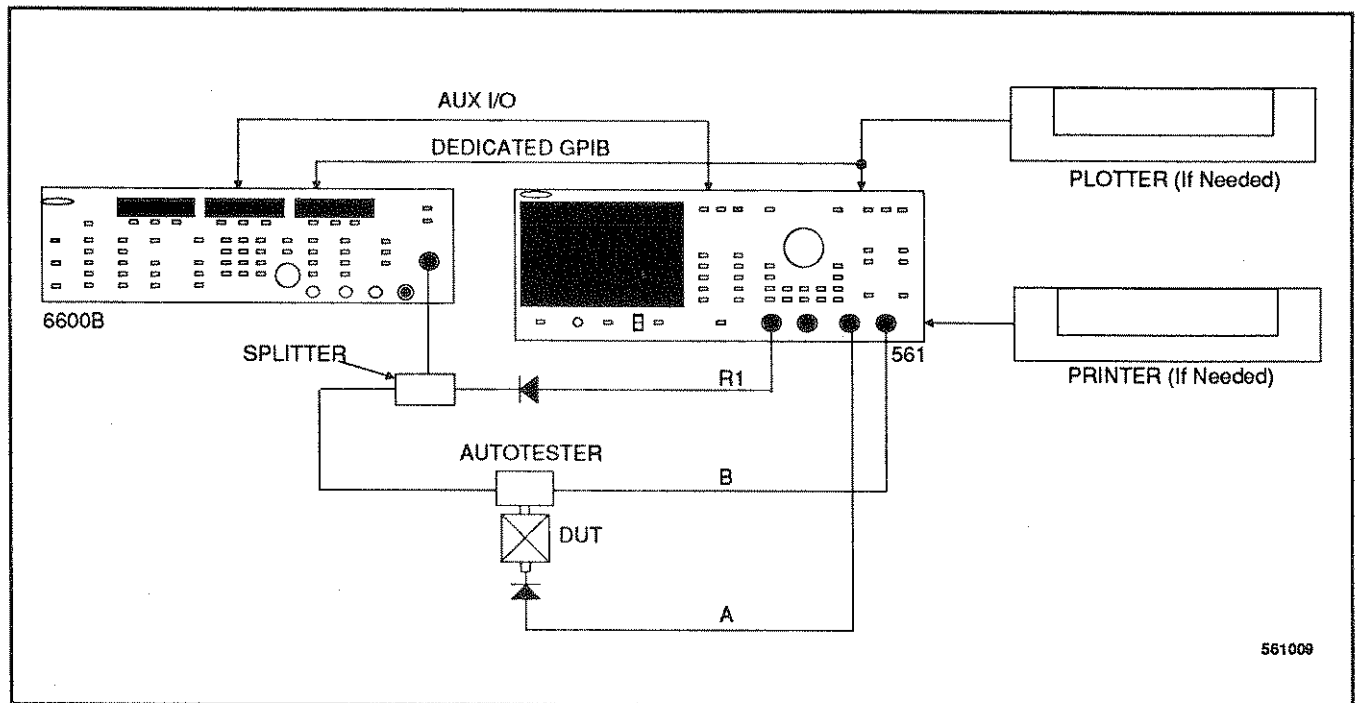 AUX I/O
DEDICATED GPIB
PLOTTER (If Needed)
6600B
561
SPLITTER
R1
PRINTER (If Needed)
AUTOTESTER
B
DUT
A
561009